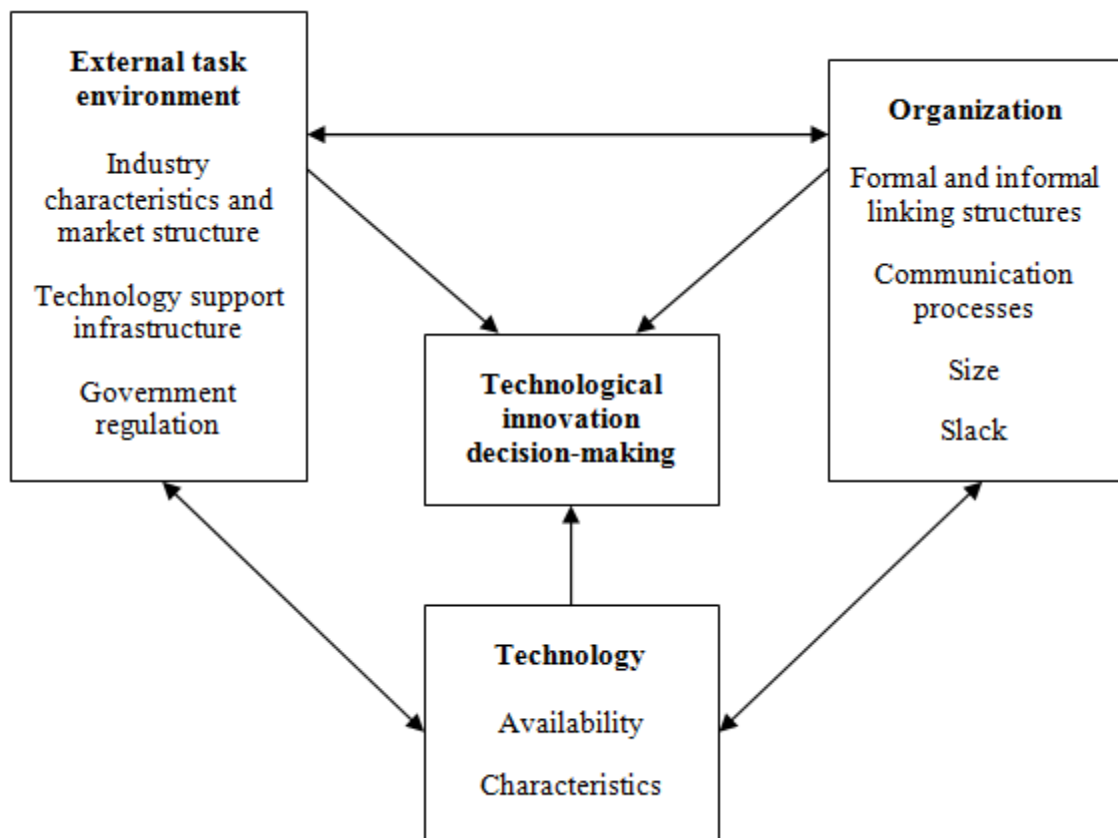 External task
environment
Industry
characteristics and
market structure
Technology support
infrastructure
Government
regulation
Organization
Formal and informal
linking structures
Communication
processes
Size
Slack
Technological
innovation
decision-making
Technology
Availability
Characteristics